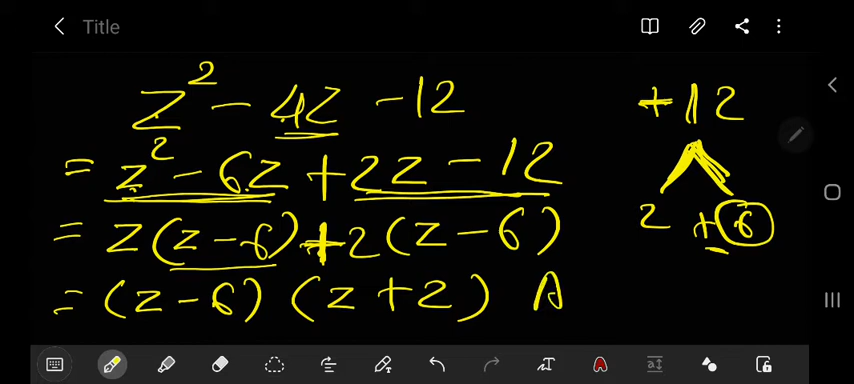 Title
z² - 4z - 12
= z² - 6z + 2z - 12
= z(z - 6) + 2(z - 6)
= (z - 6) (z + 2) A
+ 12
2 + 6